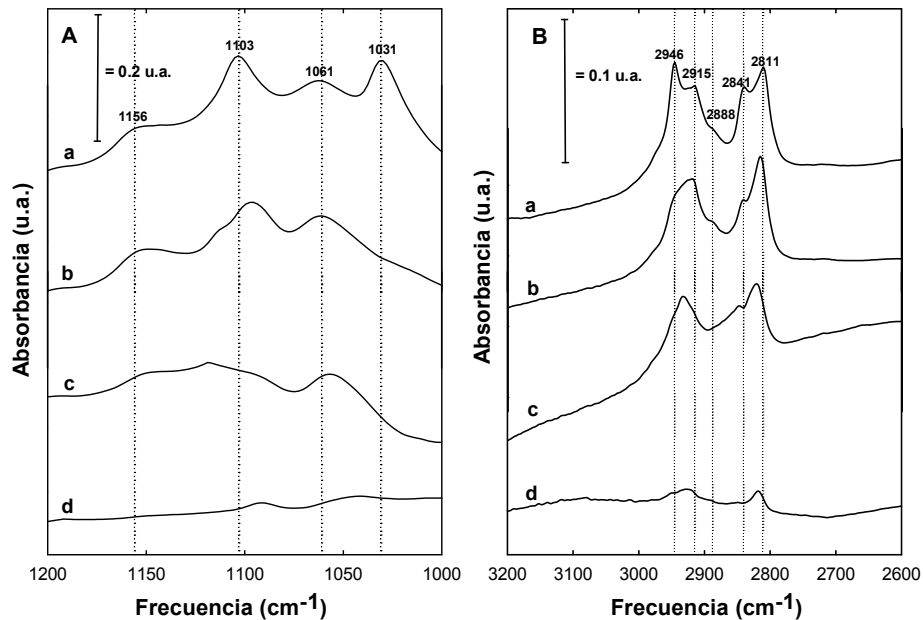 A
= 0.2 u.a.
1156
1103
1061
1031
a
b
c
d
Absorbancia (u.a.)
1200
1150
1100
1050
1000
Frecuencia (cm-1)
B
= 0.1 u.a.
2946
2915
2888
2841
2811
a
b
c
d
Absorbancia (u.a.)
3200
3100
3000
2900
2800
2700
2600
Frecuencia (cm-1)